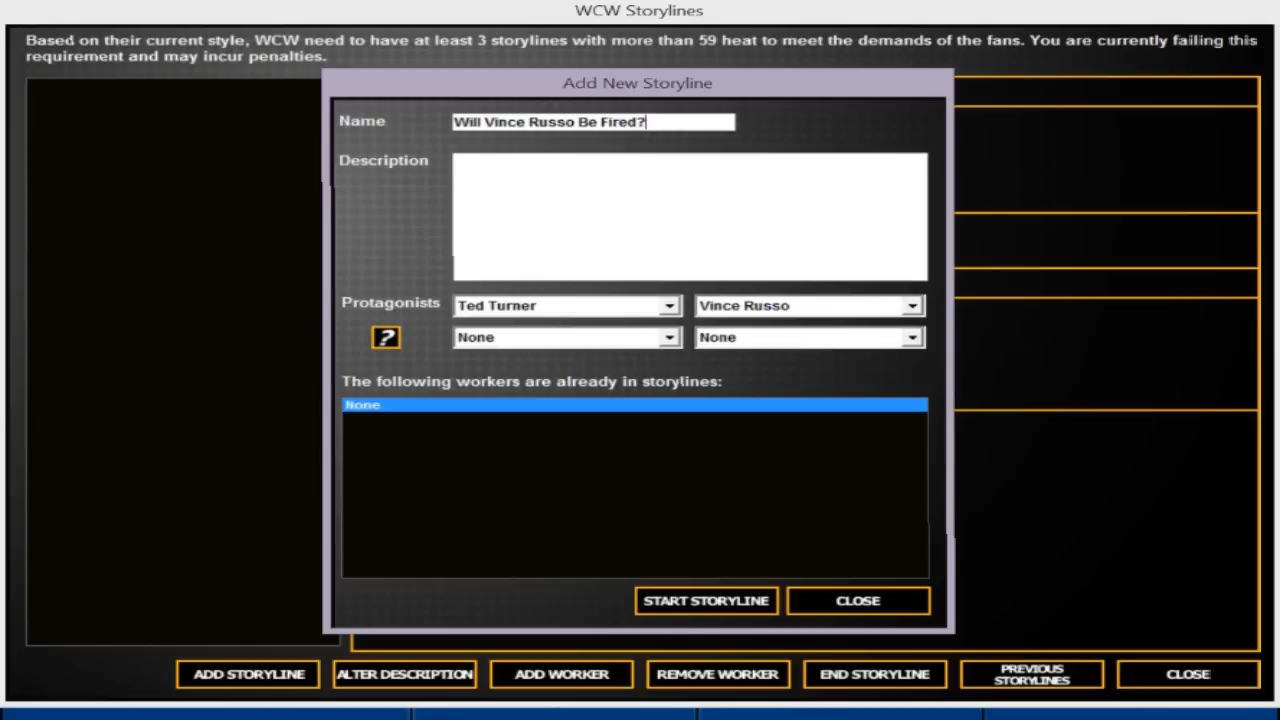 WCW Storylines
Based on their current style, WCW need to have at least 3 storylines with more than 59 heat to meet the demands of the fans. You are currently failing this
requirement and may incur penalties.
Add New Storyline
Name
Will Vince Russo Be Fired?
Description
Protagonists
Ted Turner
Vince Russo
?
None
None
The following workers are already in storylines:
None
START STORYLINE
CLOSE
ADD STORYLINE
ALTER DESCRIPTION
ADD WORKER
REMOVE WORKER
END STORYLINE
PREVIOUS
STORYLINES
CLOSE